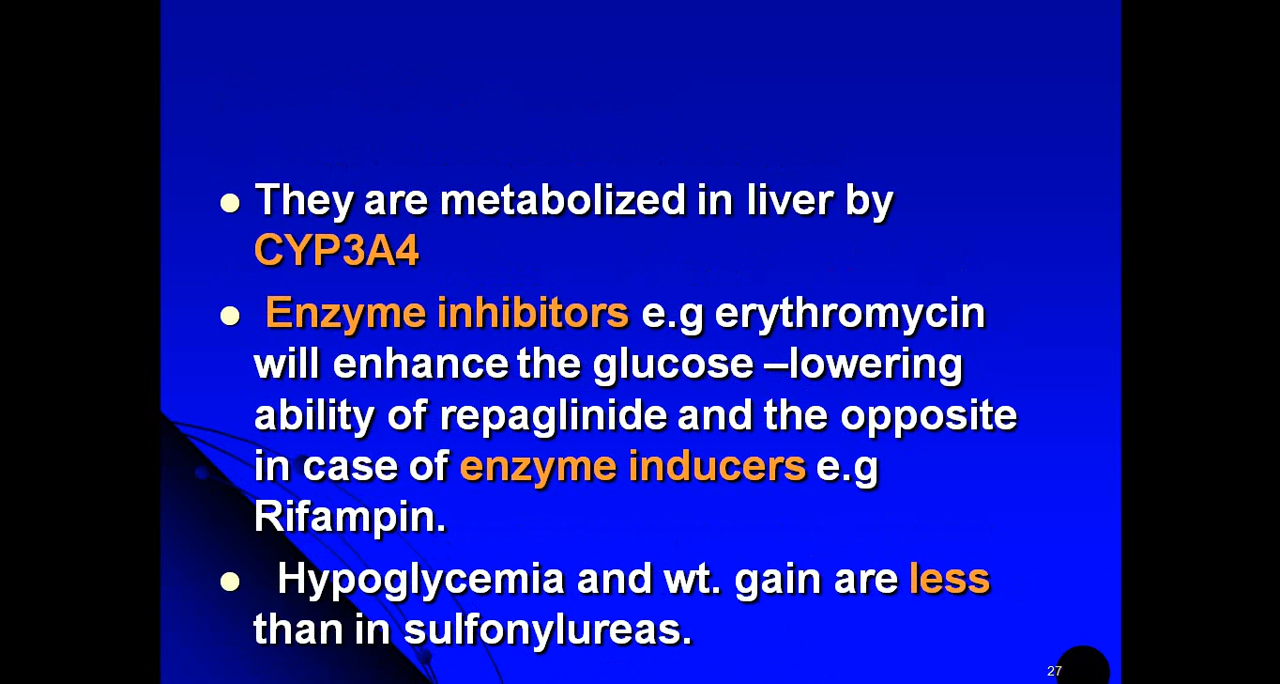 They are metabolized in liver by
CYP3A4
Enzyme inhibitors e.g erythromycin
will enhance the glucose –lowering
ability of repaglinide and the opposite
in case of enzyme inducers e.g
Rifampin.
Hypoglycemia and wt. gain are less
than in sulfonylureas.
27